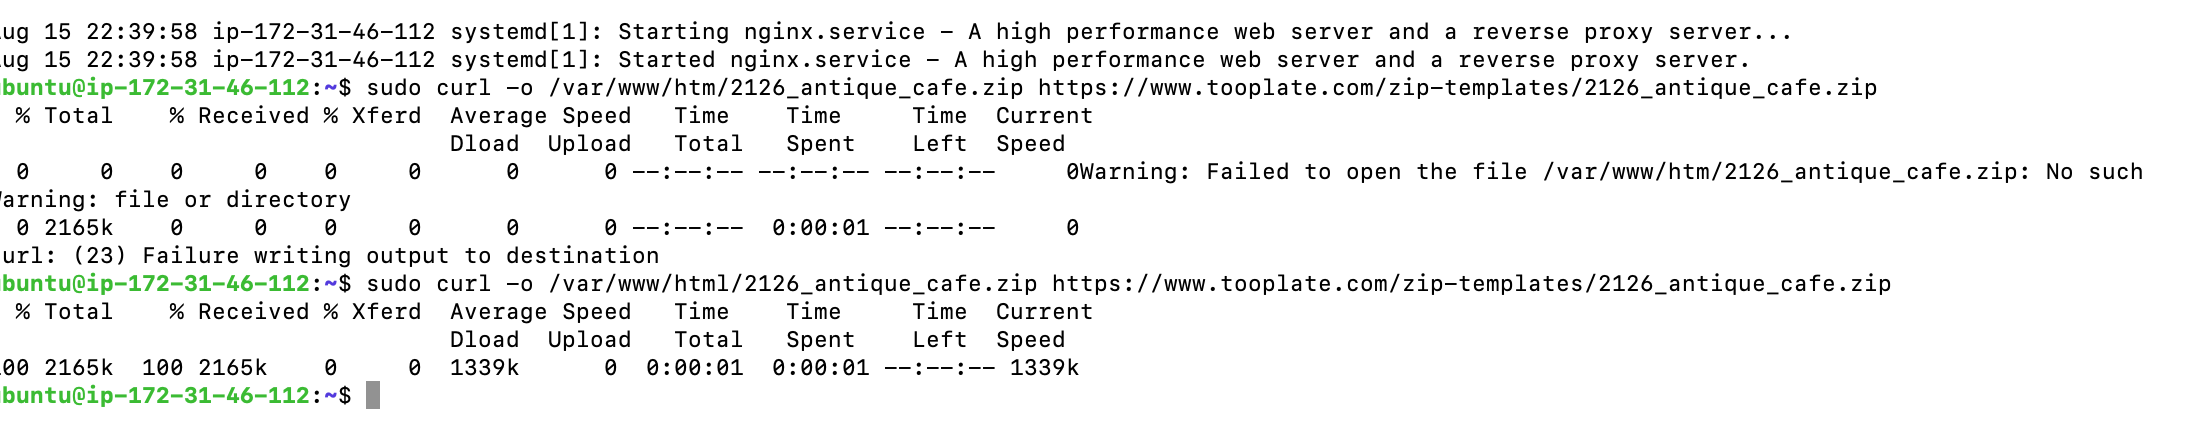 ug 15 22:39:58 ip-172-31-46-112 systemd[1]: Starting nginx.service - A high performance web server and a reverse proxy server...
ug 15 22:39:58 ip-172-31-46-112 systemd[1]: Started nginx.service - A high performance web server and a reverse proxy server.
buntu@ip-172-31-46-112:~$ sudo curl -o /var/www/htm/2126_antique_cafe.zip https://www.tooplate.com/zip-templates/2126_antique_cafe.zip
% Total    % Received % Xferd  Average Speed   Time    Time     Time  Current
Dload  Upload   Total   Spent    Left  Speed
0     0    0     0    0     0      0      0 --:--:-- --:--:-- --:--:--     0Warning: Failed to open the file /var/www/htm/2126_antique_cafe.zip: No such
arning: file or directory
0 2165k    0     0    0     0      0      0 --:--:--  0:00:01 --:--:--     0
url: (23) Failure writing output to destination
buntu@ip-172-31-46-112:~$ sudo curl -o /var/www/html/2126_antique_cafe.zip https://www.tooplate.com/zip-templates/2126_antique_cafe.zip
% Total    % Received % Xferd  Average Speed   Time    Time     Time  Current
Dload  Upload   Total   Spent    Left  Speed
00 2165k  100 2165k    0     0  1339k      0  0:00:01  0:00:01 --:--:-- 1339k
buntu@ip-172-31-46-112:~$